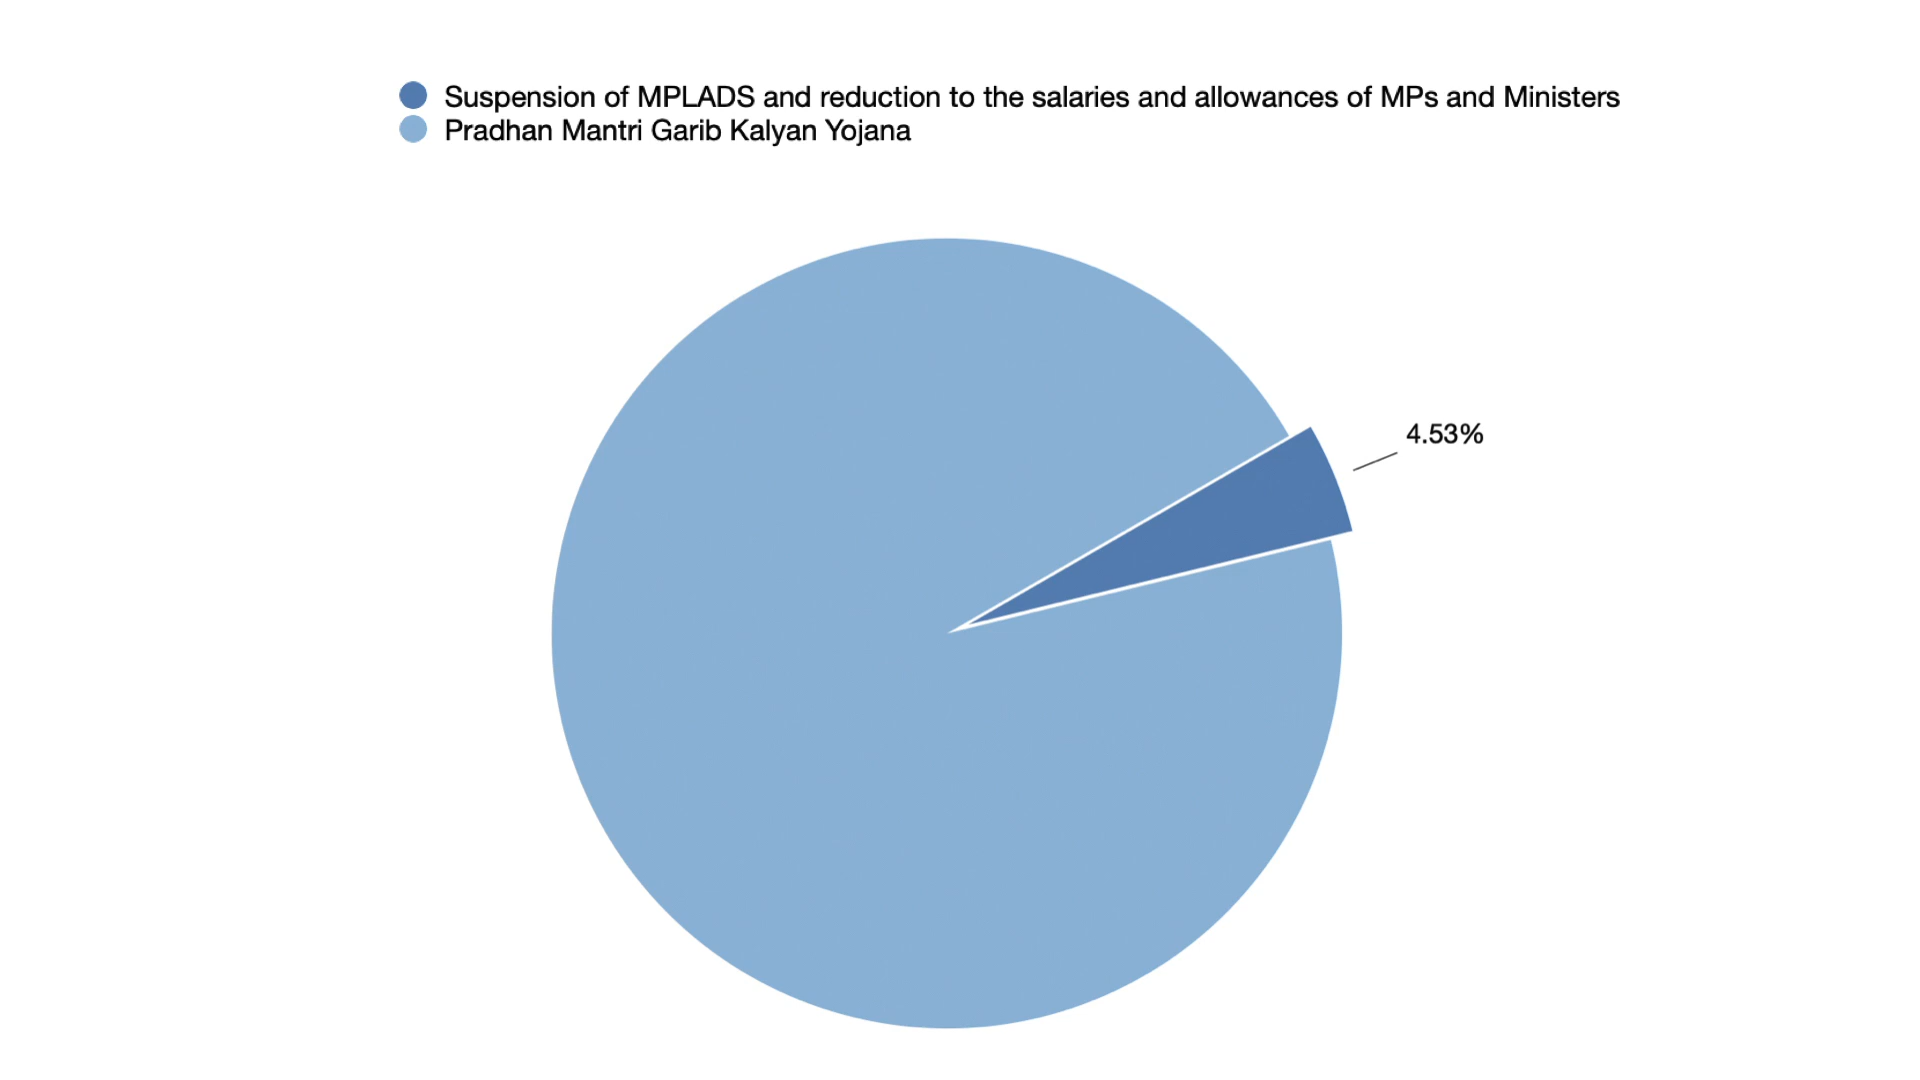 Suspension of MPLADS and reduction to the salaries and allowances of MPs and Ministers
Pradhan Mantri Garib Kalyan Yojana
4.53%